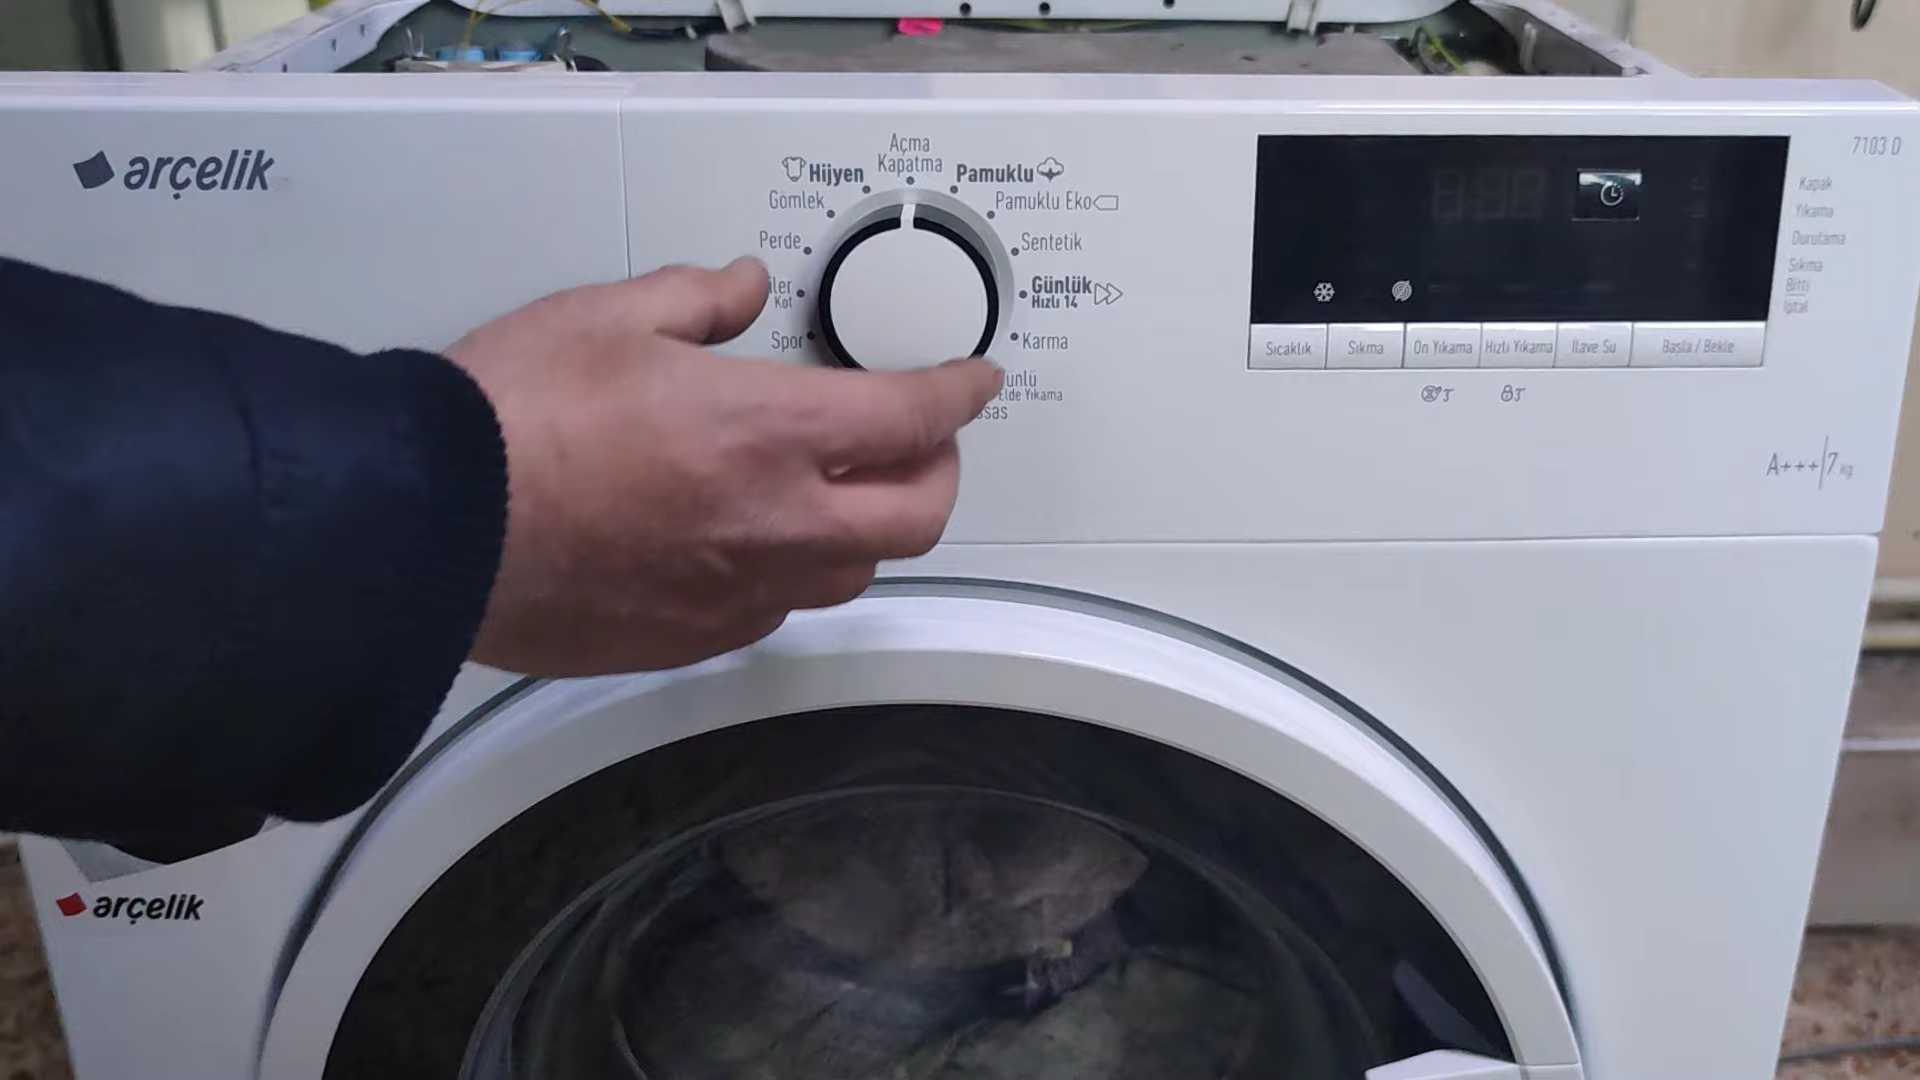 arçelik
Açma
Kapatma
Hijyen
Pamuklu
Gömlek
Pamuklu Eko
Perde
Sentetik
Günlük
Hızlı 14
Kot
Spor
Karma
Elde Yıkama
7103 D
Kapak
Yıkama
Durulama
Sıkma
Bitti
İptal
Sıcaklık
Sıkma
Ön Yıkama
Hızlı Yıkama
İlave Su
Başla / Bekle
A+++/7 kg
arçelik